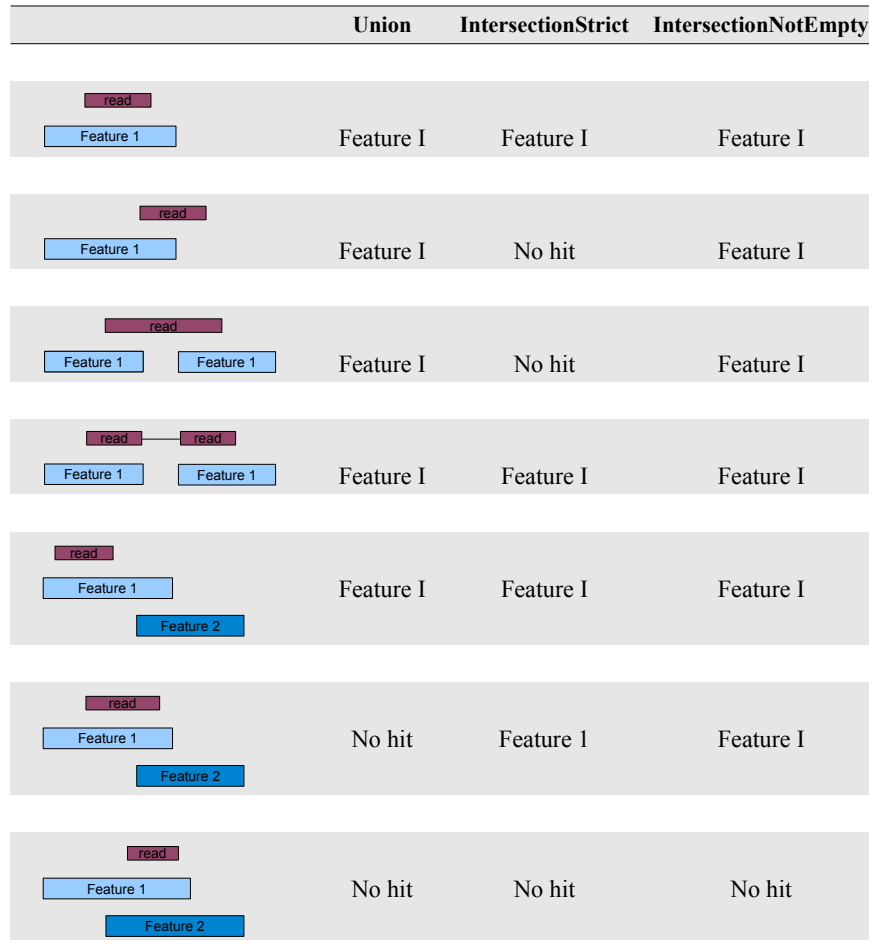 Union IntersectionStrict IntersectionNotEmpty
read
Feature 1
Feature I Feature I Feature I
read
Feature 1
Feature I No hit Feature I
read
Feature 1 Feature 1
Feature I No hit Feature I
read read
Feature 1 Feature 1
Feature I Feature I Feature I
read
Feature 1
Feature I Feature I Feature I
Feature 2
read
Feature 1
No hit Feature 1 Feature I
Feature 2
read
Feature 1
No hit No hit No hit
Feature 2